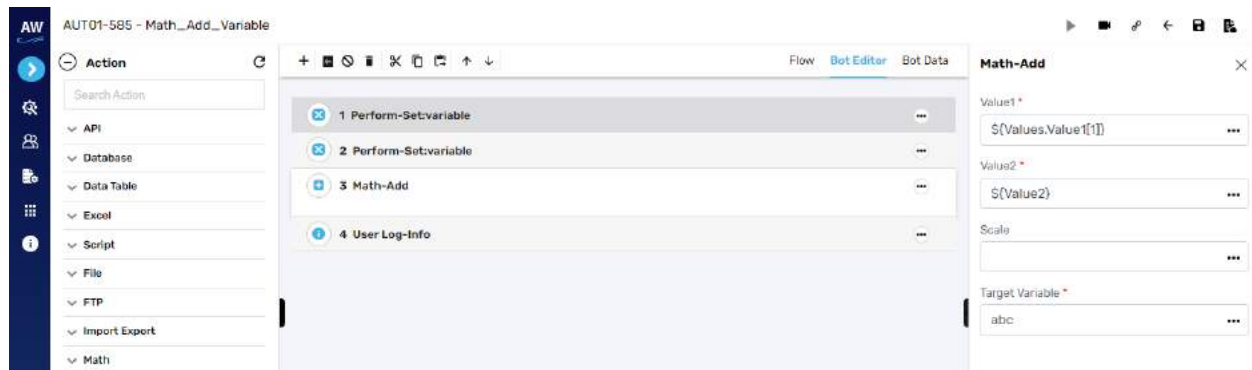 AW
AUT01-585 - Math_Add_Variable
Action
Search Action
API
Database
Data Table
Excel
Script
File
FTP
Import Export
Math
Flow Bot Editor Bot Data
1 Perform-Set:variable
2 Perform-Set:variable
3 Math-Add
4 User Log-Info
Math-Add
Value1 *
${Values.Value1[1]}
Value2 *
${Value2}
Scale
Target Variable *
abc